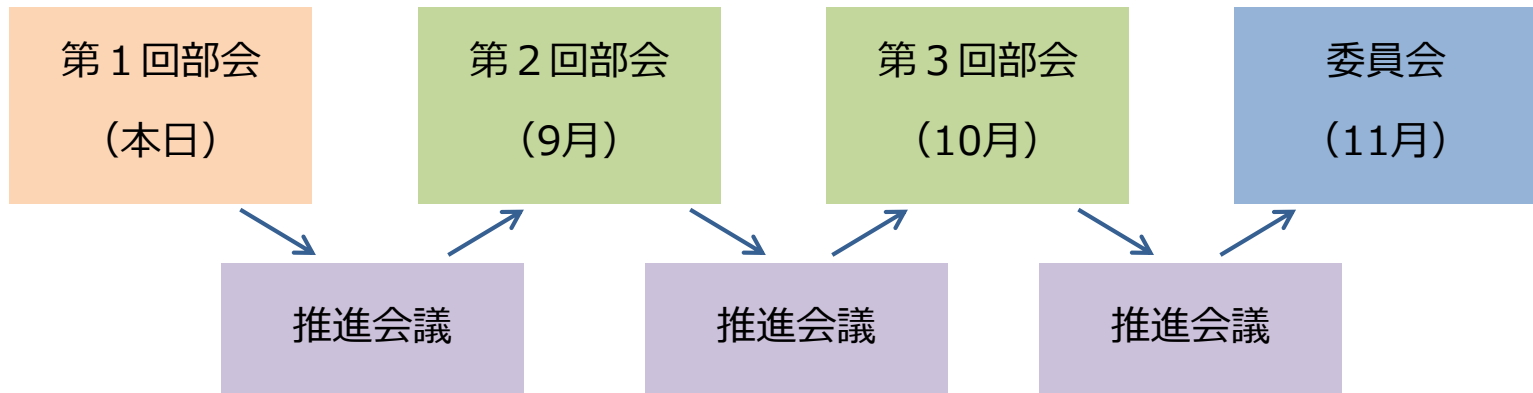 第１回部会
（本日）
第２回部会
（9月）
第３回部会
（10月）
委員会
（11月）
推進会議
推進会議
推進会議